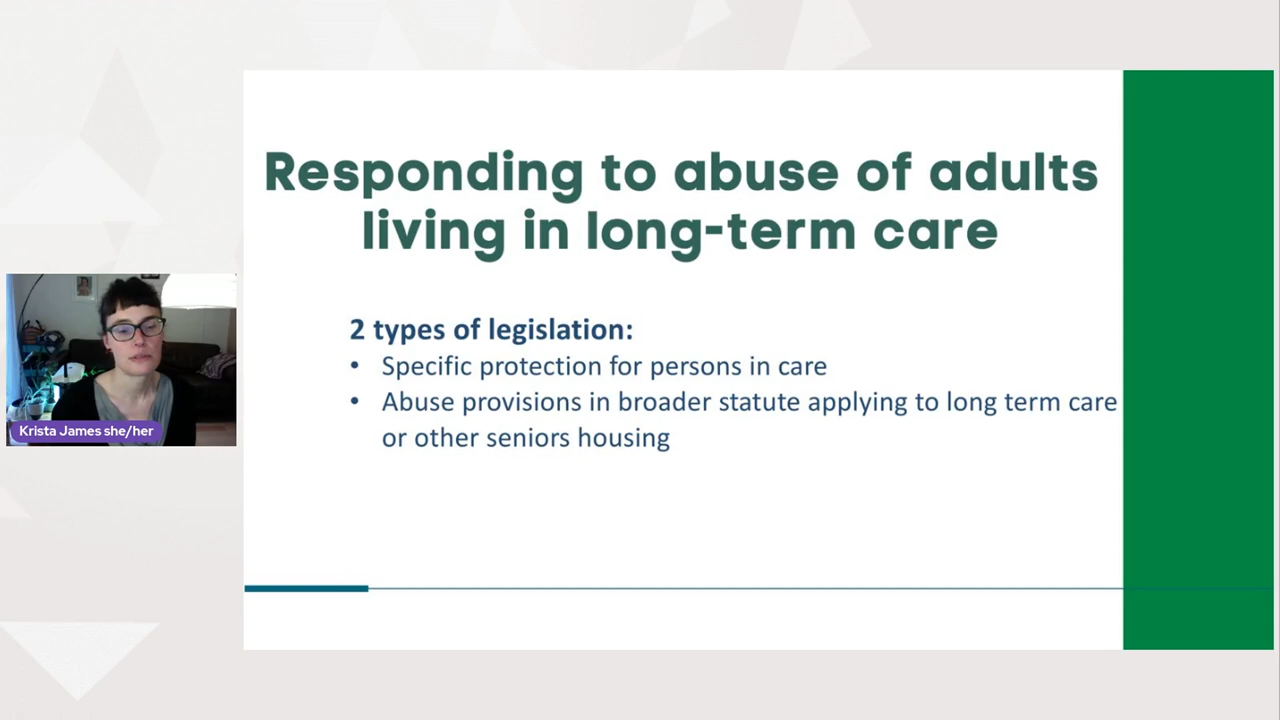 Responding to abuse of adults
living in long-term care
2 types of legislation:
• Specific protection for persons in care
• Abuse provisions in broader statute applying to long term care
or other seniors housing
Krista James she/her